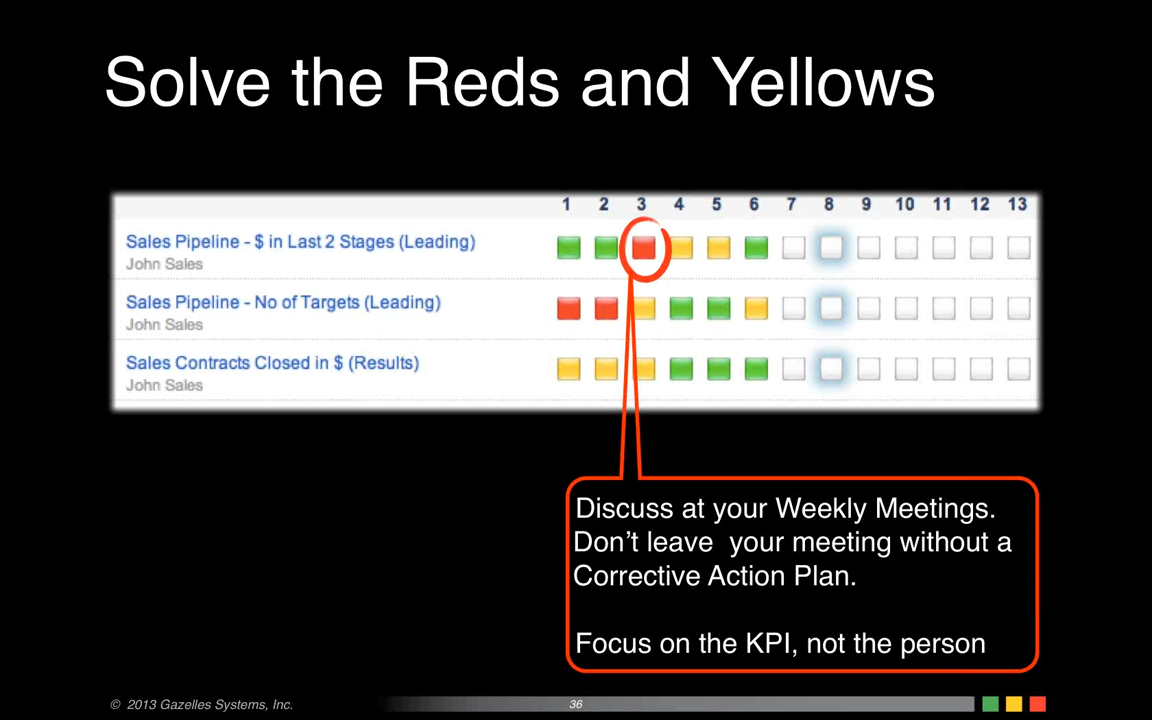 Solve the Reds and Yellows
1 2 3 4 5 6 7 8 9 10 11 12 13
Sales Pipeline - $ in Last 2 Stages (Leading)
John Sales
Sales Pipeline - No of Targets (Leading)
John Sales
Sales Contracts Closed in $ (Results)
John Sales
Discuss at your Weekly Meetings.
Don’t leave  your meeting without a
Corrective Action Plan.
Focus on the KPI, not the person
© 2013 Gazelles Systems, Inc.
36